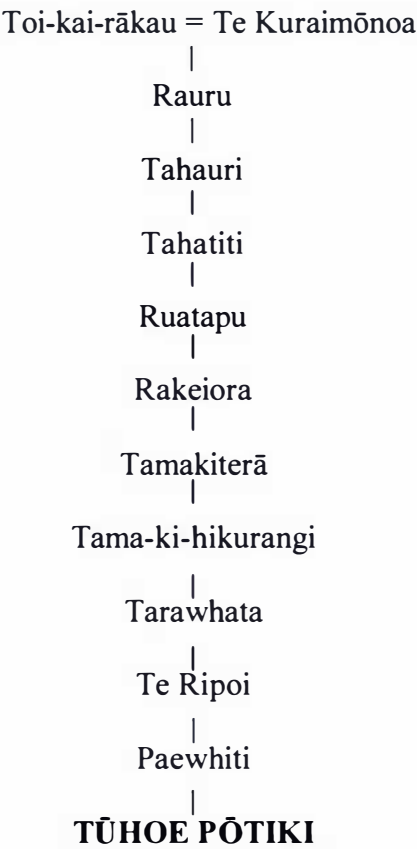 Toi-kai-rākau = Te Kuraimōnoa
Rauru
Tahauri
Tahatiti
Ruatapu
Rakeiora
Tamakiterā
Tama-ki-hikurangi
Tarawhata
Te Ripoi
Paewhiti
TŪHOE PŌTIKI